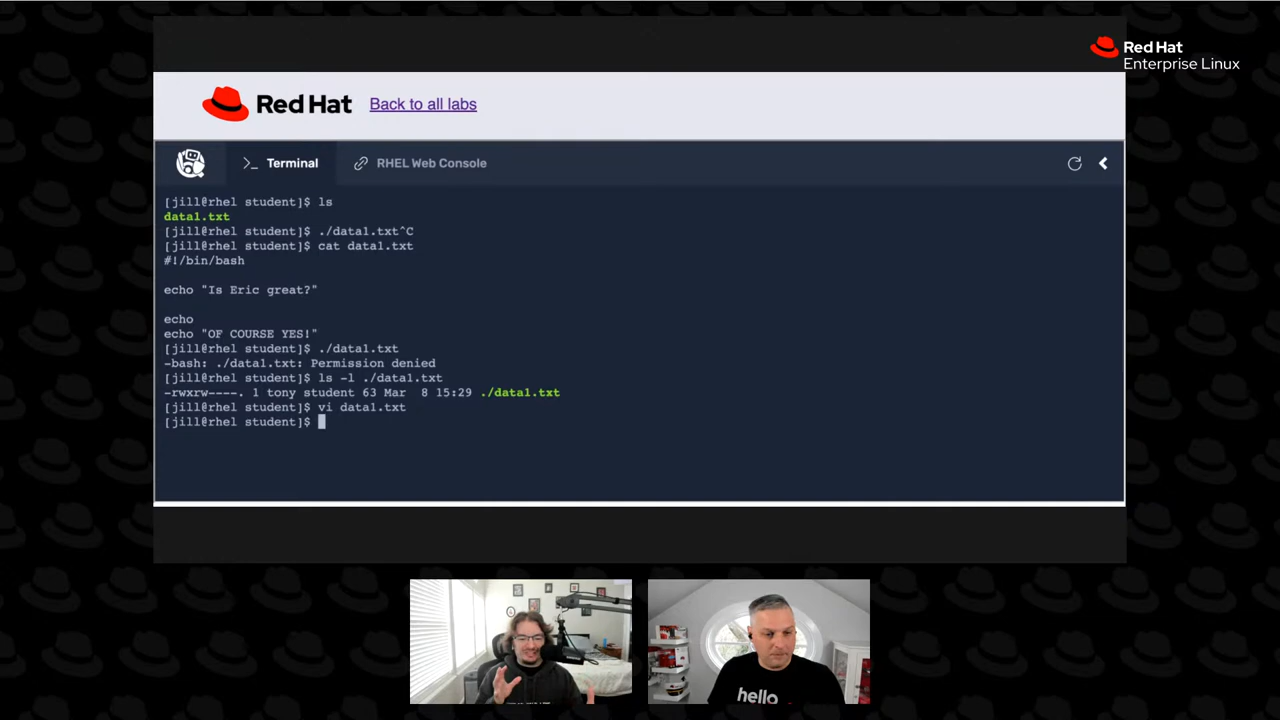 Red Hat
Enterprise Linux
Red Hat Back to all labs
>_ Terminal RHEL Web Console
[jill@rhel student]$ ls
data1.txt
[jill@rhel student]$ ./data1.txt^C
[jill@rhel student]$ cat data1.txt
#!/bin/bash
echo "Is Eric great?"
echo
echo "OF COURSE YES!"
[jill@rhel student]$ ./data1.txt
-bash: ./data1.txt: Permission denied
[jill@rhel student]$ ls -l ./data1.txt
-rwxrw----. 1 tony student 63 Mar  8 15:29 ./data1.txt
[jill@rhel student]$ vi data1.txt
[jill@rhel student]$
hello